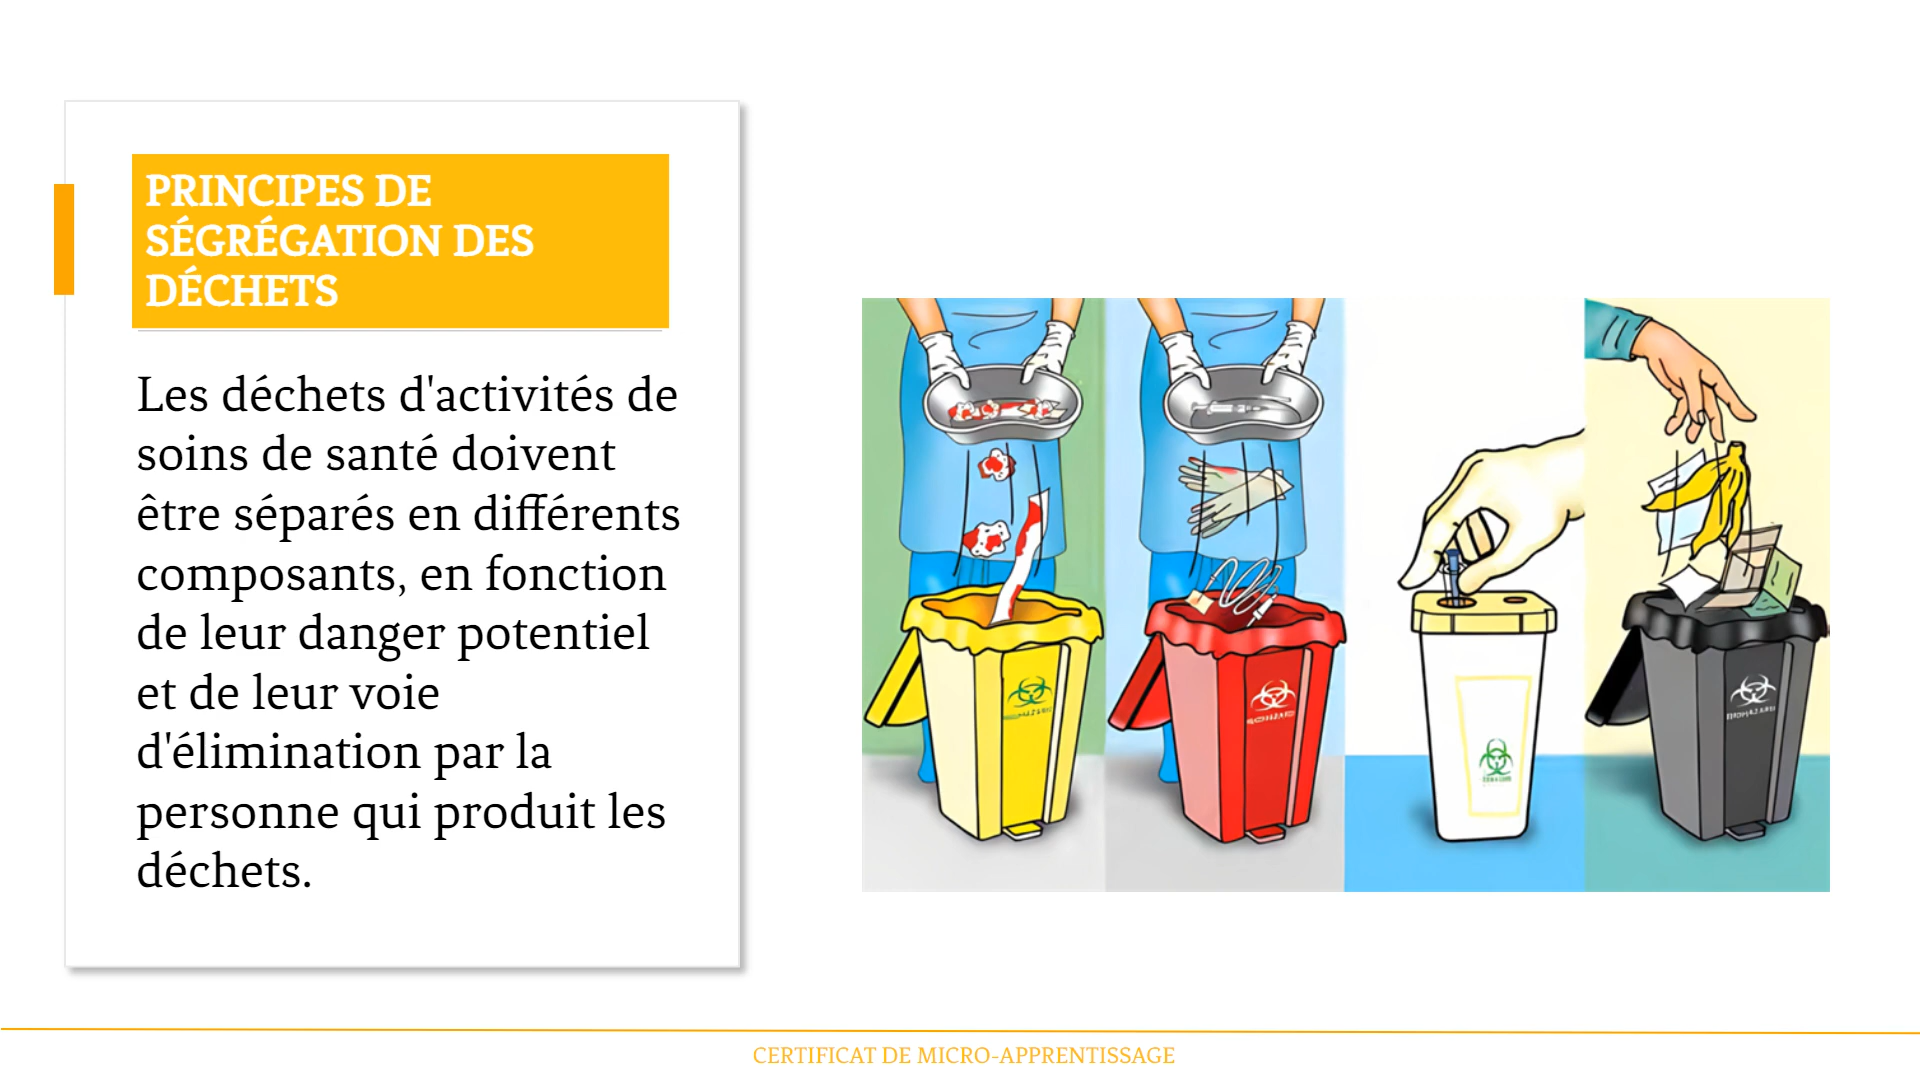 PRINCIPES DE
SÉGRÉGATION DES
DÉCHETS
Les déchets d'activités de
soins de santé doivent
être séparés en différents
composants, en fonction
de leur danger potentiel
et de leur voie
d'élimination par la
personne qui produit les
déchets.
CERTIFICAT DE MICRO-APPRENTISSAGE